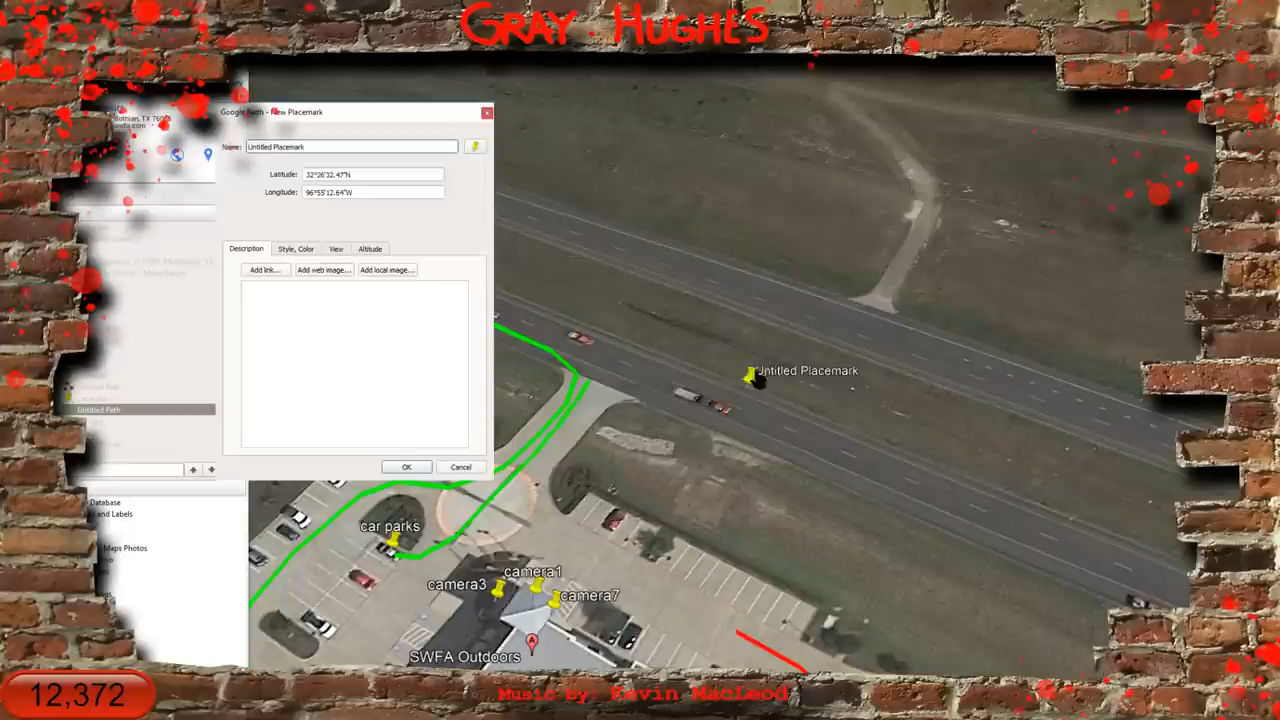 GRAY HUGHES
Google Earth - New Placemark
Name: Untitled Placemark
Latitude: 32°26'32.47"N
Longitude: 96°55'12.64"W
Description
Style, Color
View
Altitude
Add link...
Add web image...
Add local image...
Untitled Path
OK
Cancel
Database
and Labels
Maps Photos
Untitled Placemark
car parks
camera1
camera3
camera7
SWFA Outdoors
A
12,372
Music by: Kevin MacLeod